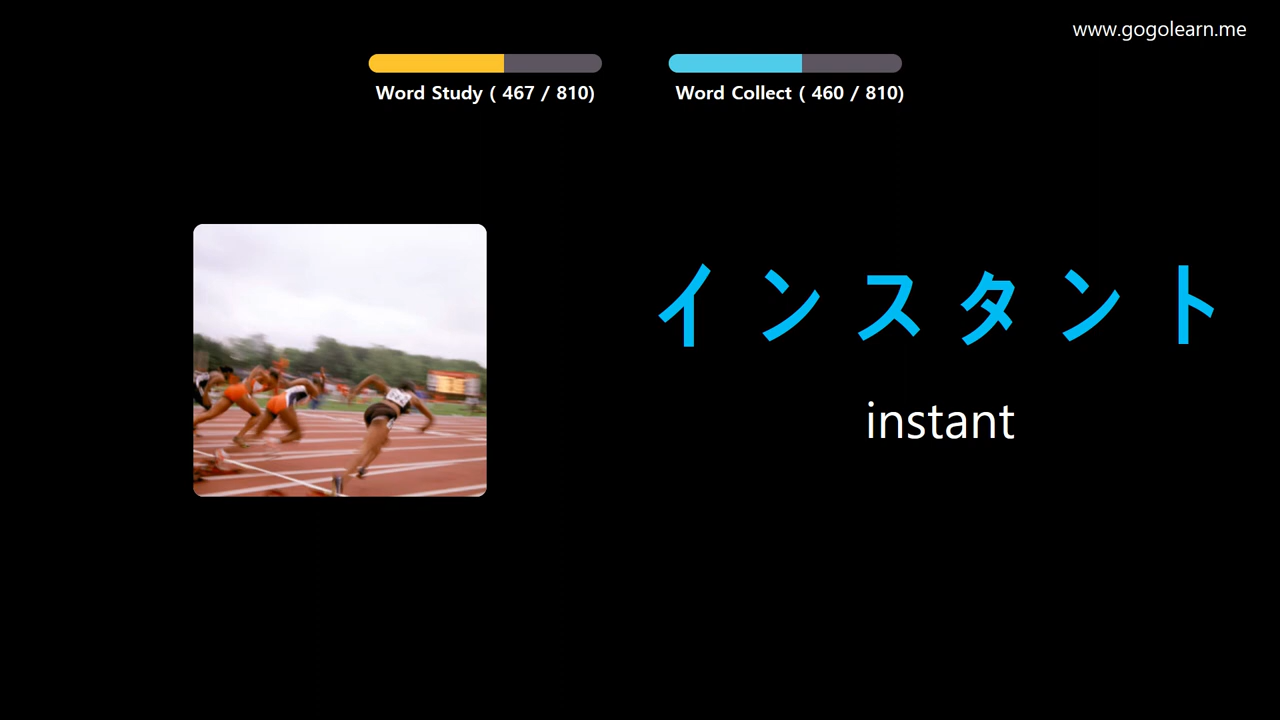 www.gogolearn.me
Word Study ( 467 / 810)
Word Collect ( 460 / 810)
インスタント
instant